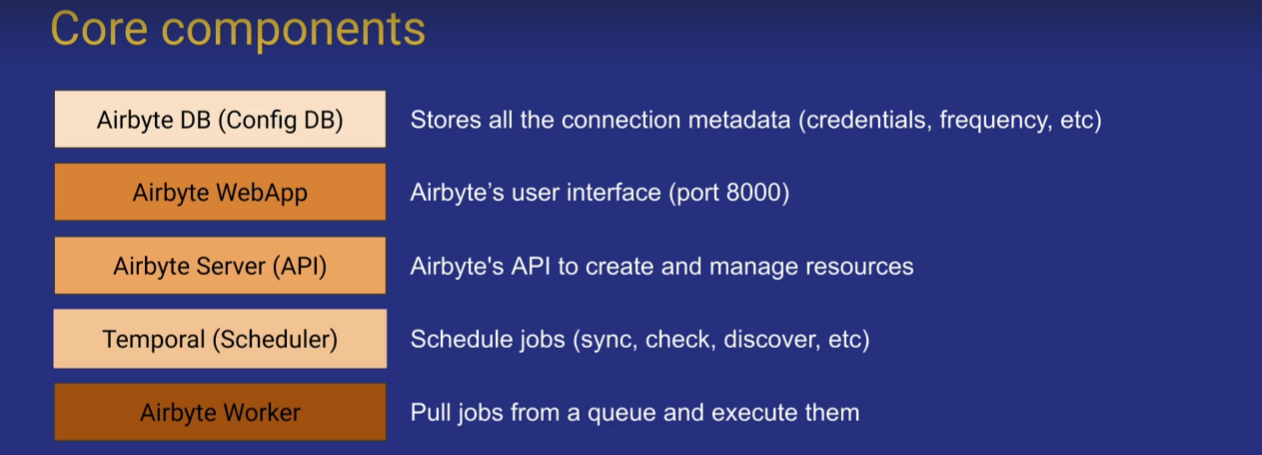 Core components
Airbyte DB (Config DB)
Stores all the connection metadata (credentials, frequency, etc)
Airbyte WebApp
Airbyte’s user interface (port 8000)
Airbyte Server (API)
Airbyte's API to create and manage resources
Temporal (Scheduler)
Schedule jobs (sync, check, discover, etc)
Airbyte Worker
Pull jobs from a queue and execute them